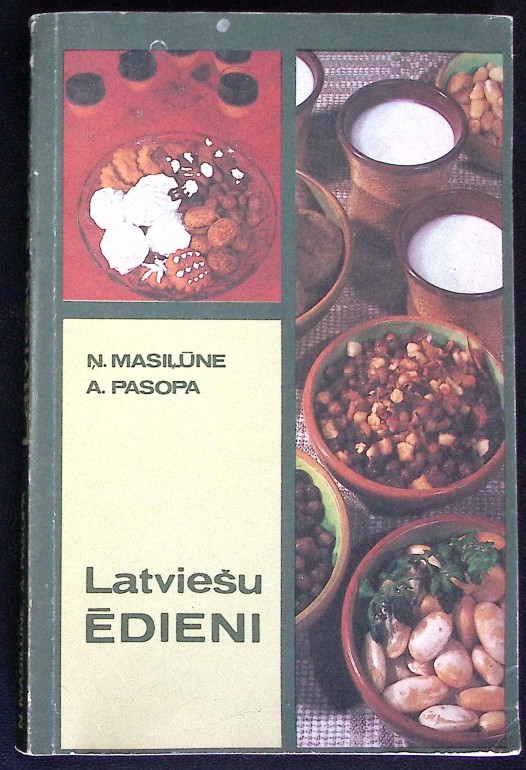 Ņ. MASIĻŪNE
A. PASOPA
Latviešu
ĒDIENI